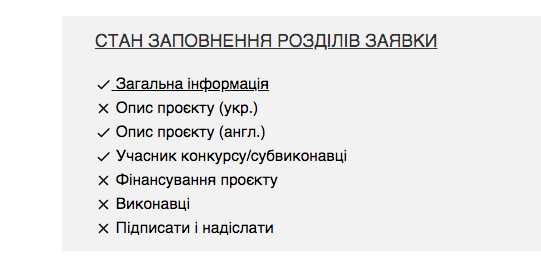 СТАН ЗАПОВНЕННЯ РОЗДІЛІВ ЗАЯВКИ
✓ Загальна інформація
✕ Опис проєкту (укр.)
✓ Опис проєкту (англ.)
✓ Учасник конкурсу/субвиконавці
✕ Фінансування проєкту
✕ Виконавці
✕ Підписати і надіслати